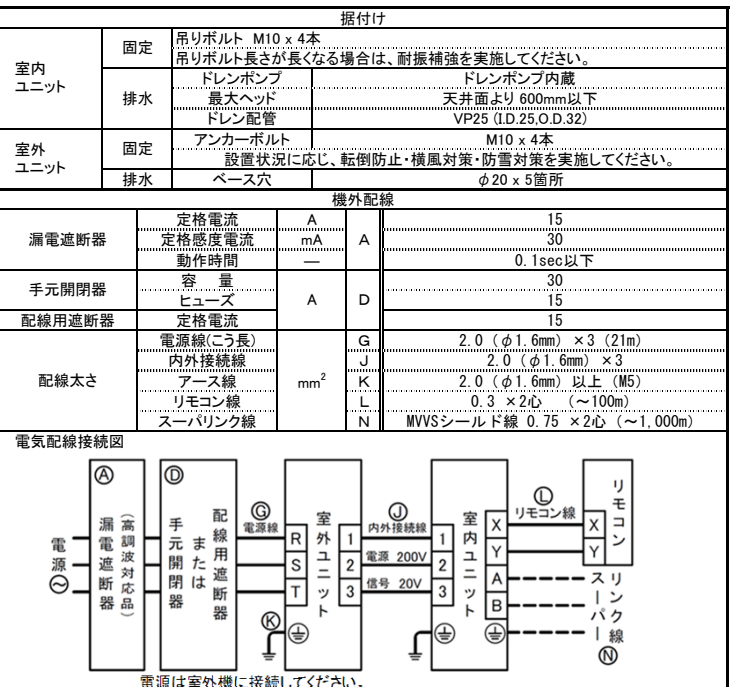 据付け
室内
ユニット
固定
吊りボルト M10 x 4本
吊りボルト長さが長くなる場合は、耐振補強を実施してください。
排水
ドレンポンプ ドレンポンプ内蔵
最大ヘッド 天井面より 600mm以下
ドレン配管 VP25 (I.D.25,O.D.32)
室外
ユニット
固定
アンカーボルト M10 x 4本
設置状況に応じ、転倒防止・横風対策・防雪対策を実施してください。
排水 ベース穴 φ20 x 5箇所
機外配線
漏電遮断器
定格電流 A 15
定格感度電流 mA A 30
動作時間 — 0.1sec以下
手元開閉器
容 量 30
ヒューズ A D 15
配線用遮断器 定格電流 15
配線太さ
電源線(こう長) G 2.0 (φ1.6mm) ×3 (21m)
内外接続線 J 2.0 (φ1.6mm) ×3
アース線 mm² K 2.0 (φ1.6mm) 以上 (M5)
リモコン線 L 0.3 ×2心 (~100m)
スーパリンク線 N MVVSシールド線 0.75 ×2心 (~1,000m)
電気配線接続図
電源
Ⓐ
漏電遮断器
(高調波対応品)
Ⓓ
手元開閉器
または
配線用遮断器
Ⓖ
電源線
R
S
T
Ⓚ
室外ユニット
1
2
3
Ⓙ
内外接続線
電源 200V
信号 20V
1
2
3
室内ユニット
X
Y
A
B
Ⓛ
リモコン線
X
Y
リモコン
スーパーリンク線
Ⓝ
電源は室外機に接続してください。